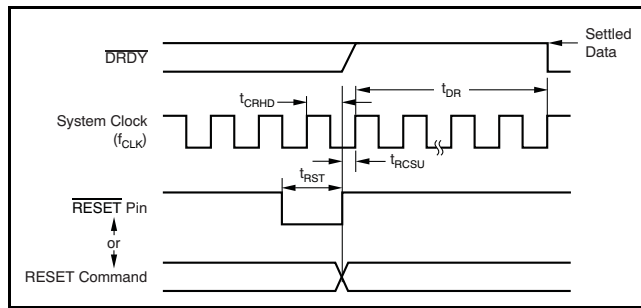 Settled
Data
DRDY
tCRHD
tDR
System Clock
(fCLK)
tRCSU
tRST
RESET Pin
or
RESET Command